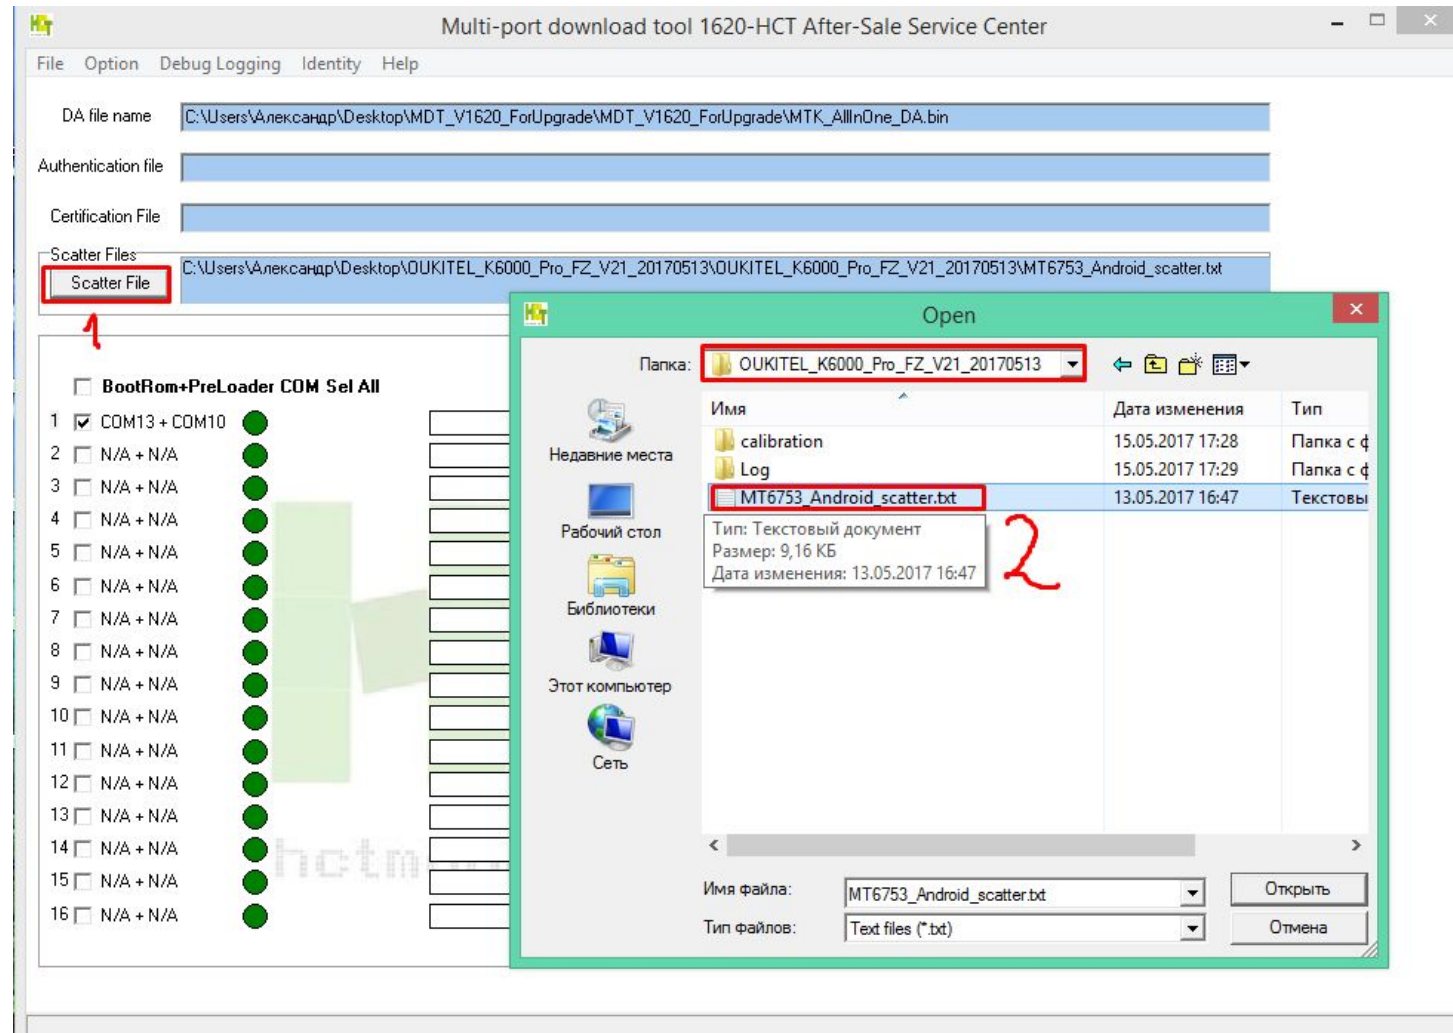 Multi-port download tool 1620-HCT After-Sale Service Center
File Option Debug Logging Identity Help
DA file name C:\Users\Александр\Desktop\MDT_V1620_ForUpgrade\MDT_V1620_ForUpgrade\MTK_AllInOne_DA.bin
Authentication file
Certification File
Scatter Files
Scatter File C:\Users\Александр\Desktop\OUKITEL_K6000_Pro_FZ_V21_20170513\OUKITEL_K6000_Pro_FZ_V21_20170513\MT6753_Android_scatter.txt
1
BootRom+PreLoader COM Sel All
1 COM13 + COM10
2 N/A + N/A
3 N/A + N/A
4 N/A + N/A
5 N/A + N/A
6 N/A + N/A
7 N/A + N/A
8 N/A + N/A
9 N/A + N/A
10 N/A + N/A
11 N/A + N/A
12 N/A + N/A
13 N/A + N/A
14 N/A + N/A
15 N/A + N/A
16 N/A + N/A
hctm
Open
Папка: OUKITEL_K6000_Pro_FZ_V21_20170513
Недавние места
Рабочий стол
Библиотеки
Этот компьютер
Сеть
Имя Дата изменения Тип
calibration 15.05.2017 17:28 Папка с ф
Log 15.05.2017 17:29 Папка с ф
MT6753_Android_scatter.txt 13.05.2017 16:47 Текстовы
Тип: Текстовый документ
Размер: 9,16 КБ
Дата изменения: 13.05.2017 16:47
2
Имя файла: MT6753_Android_scatter.txt Открыть
Тип файлов: Text files (*.txt) Отмена